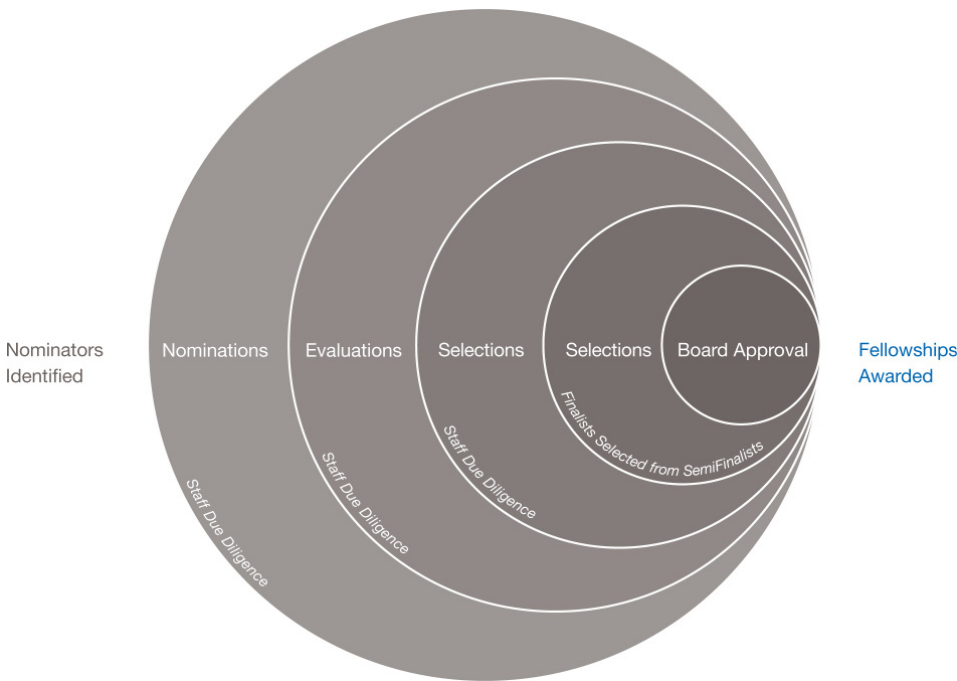 Nominators
Identified
Nominations
Evaluations
Selections
Selections
Board Approval
Fellowships
Awarded
Staff Due Diligence
Staff Due Diligence
Staff Due Diligence
Finalists Selected from SemiFinalists